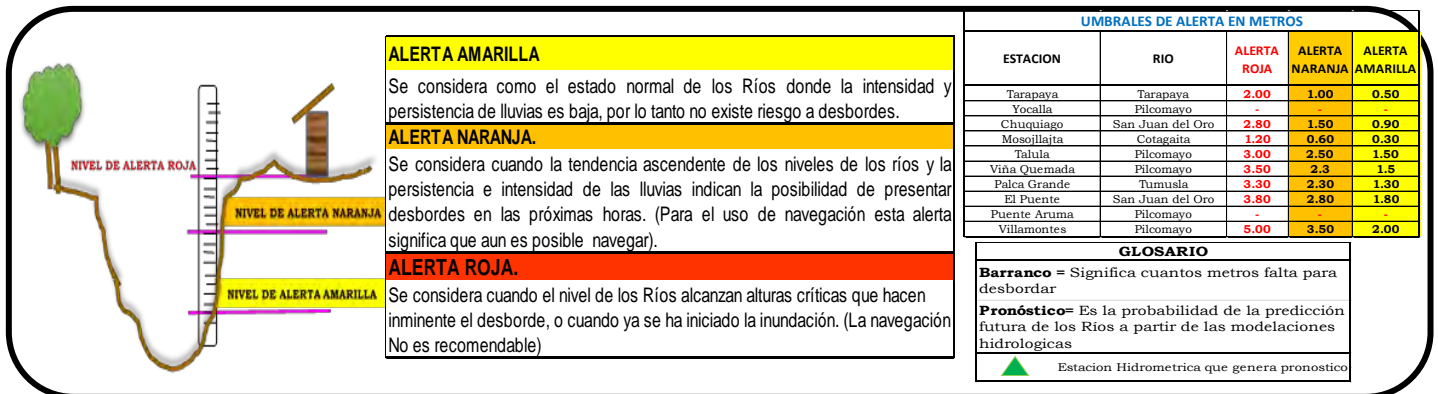 NIVEL DE ALERTA ROJA
NIVEL DE ALERTA NARANJA
NIVEL DE ALERTA AMARILLA
ALERTA AMARILLA
Se considera como el estado normal de los Ríos donde la intensidad y
persistencia de lluvias es baja, por lo tanto no existe riesgo a desbordes.
ALERTA NARANJA.
Se considera cuando la tendencia ascendente de los niveles de los ríos y la
persistencia e intensidad de las lluvias indican la posibilidad de presentar
desbordes en las próximas horas. (Para el uso de navegación esta alerta
significa que aun es posible navegar).
ALERTA ROJA.
Se considera cuando el nivel de los Ríos alcanzan alturas críticas que hacen
inminente el desborde, o cuando ya se ha iniciado la inundación. (La navegación
No es recomendable)
UMBRALES DE ALERTA EN METROS
ESTACION RIO ALERTA ROJA ALERTA NARANJA ALERTA AMARILLA
Tarapaya Tarapaya 2.00 1.00 0.50
Yocalla Pilcomayo - - -
Chuquiago San Juan del Oro 2.80 1.50 0.90
Mosojllajta Cotagaita 1.20 0.60 0.30
Talula Pilcomayo 3.00 2.50 1.50
Viña Quemada Pilcomayo 3.50 2.3 1.5
Palca Grande Tumusla 3.30 2.30 1.30
El Puente San Juan del Oro 3.80 2.80 1.80
Puente Aruma Pilcomayo - - -
Villamontes Pilcomayo 5.00 3.50 2.00
GLOSARIO
Barranco = Significa cuantos metros falta para
desbordar
Pronóstico= Es la probabilidad de la predicción
futura de los Ríos a partir de las modelaciones
hidrologicas
Estacion Hidrometrica que genera pronostico